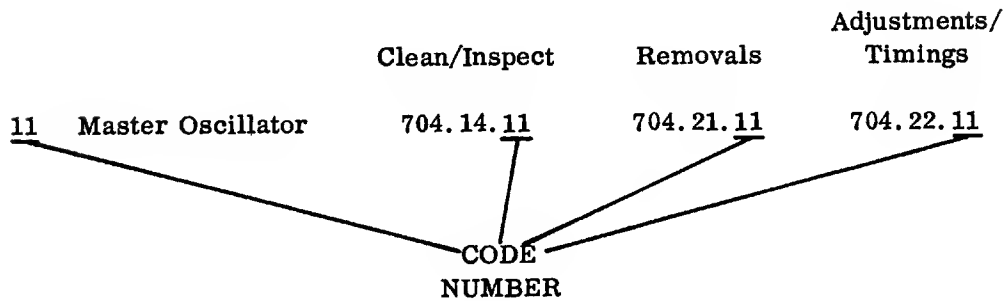 Adjustments/
Clean/Inspect Removals Timings
11 Master Oscillator 704.14.11 704.21.11 704.22.11
CODE
NUMBER